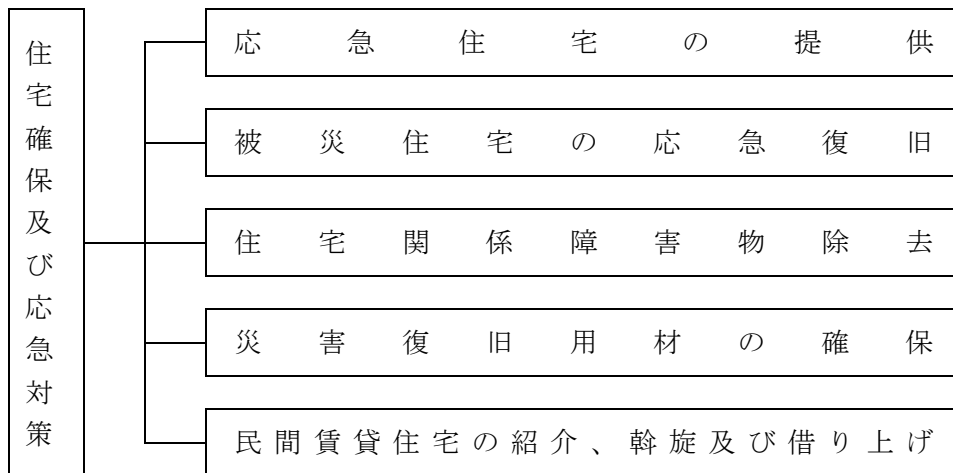 住宅確保及び応急対策
応急住宅の提供
被災住宅の応急復旧
住宅関係障害物除去
災害復旧用材の確保
民間賃貸住宅の紹介、斡旋及び借り上げ